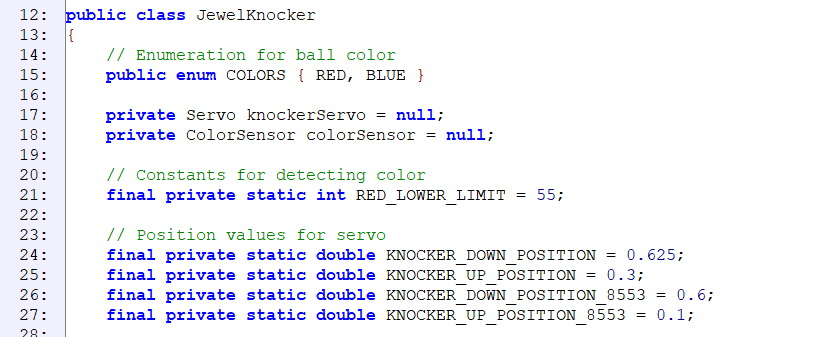 12: public class JewelKnocker
13: {
14:     // Enumeration for ball color
15:     public enum COLORS { RED, BLUE }
16:
17:     private Servo knockerServo = null;
18:     private ColorSensor colorSensor = null;
19:
20:     // Constants for detecting color
21:     final private static int RED_LOWER_LIMIT = 55;
22:
23:     // Position values for servo
24:     final private static double KNOCKER_DOWN_POSITION = 0.625;
25:     final private static double KNOCKER_UP_POSITION = 0.3;
26:     final private static double KNOCKER_DOWN_POSITION_8553 = 0.6;
27:     final private static double KNOCKER_UP_POSITION_8553 = 0.1;
28: